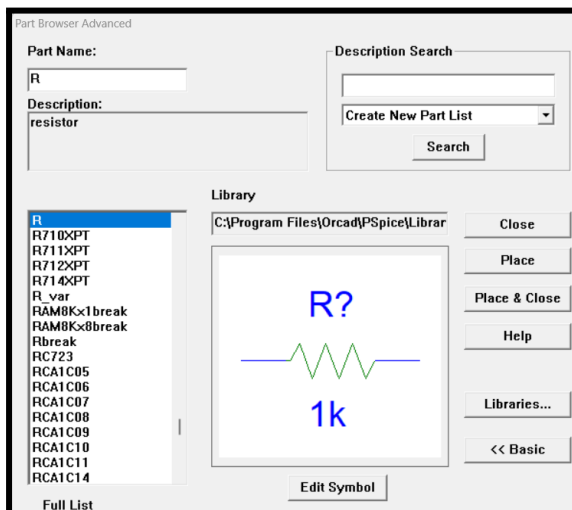 Part Browser Advanced
Part Name:
R
Description:
resistor
Description Search
Create New Part List
Search
Library
C:\Program Files\Orcad\PSpice\Librar
R
R710XPT
R711XPT
R712XPT
R714XPT
R_var
RAM8Kx1break
RAM8Kx8break
Rbreak
RC723
RCA1C05
RCA1C06
RCA1C07
RCA1C08
RCA1C09
RCA1C10
RCA1C11
RCA1C14
Full List
R?
1k
Edit Symbol
Close
Place
Place & Close
Help
Libraries...
<< Basic